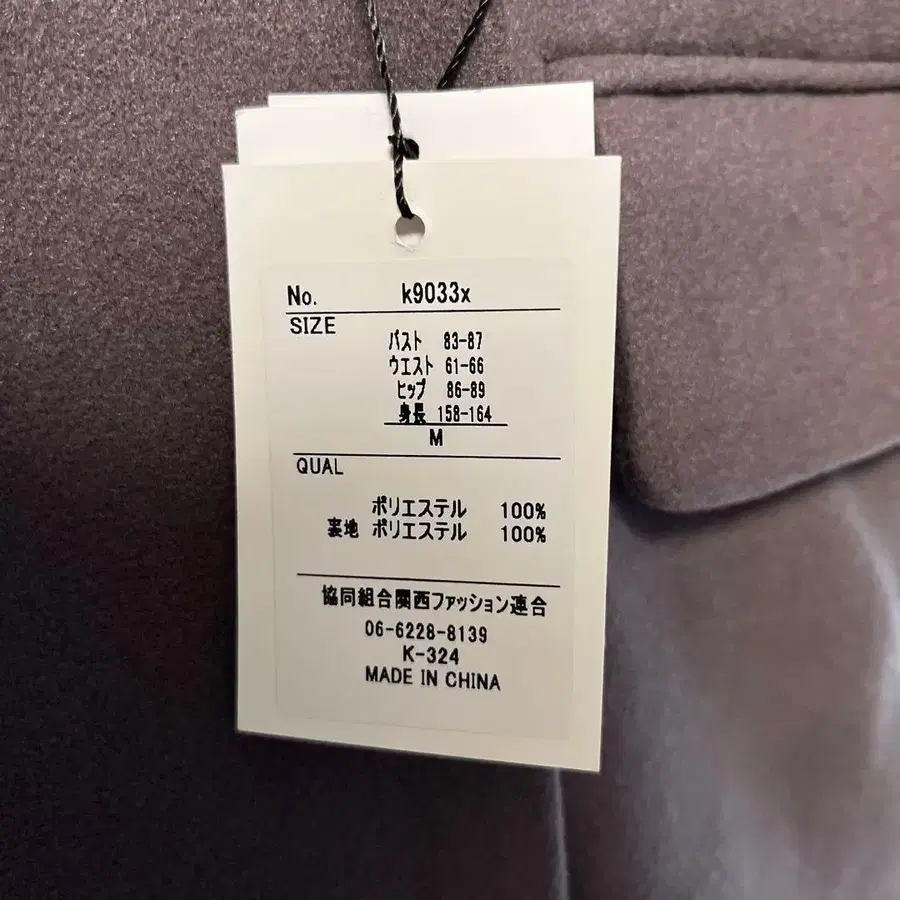 No. k9033x
SIZE
バスト 83-87
ウエスト 61-66
ヒップ 86-89
身長 158-164
M
QUAL
ポリエステル 100%
裏地 ポリエステル 100%
協同組合関西ファッション連合
06-6228-8139
K-324
MADE IN CHINA